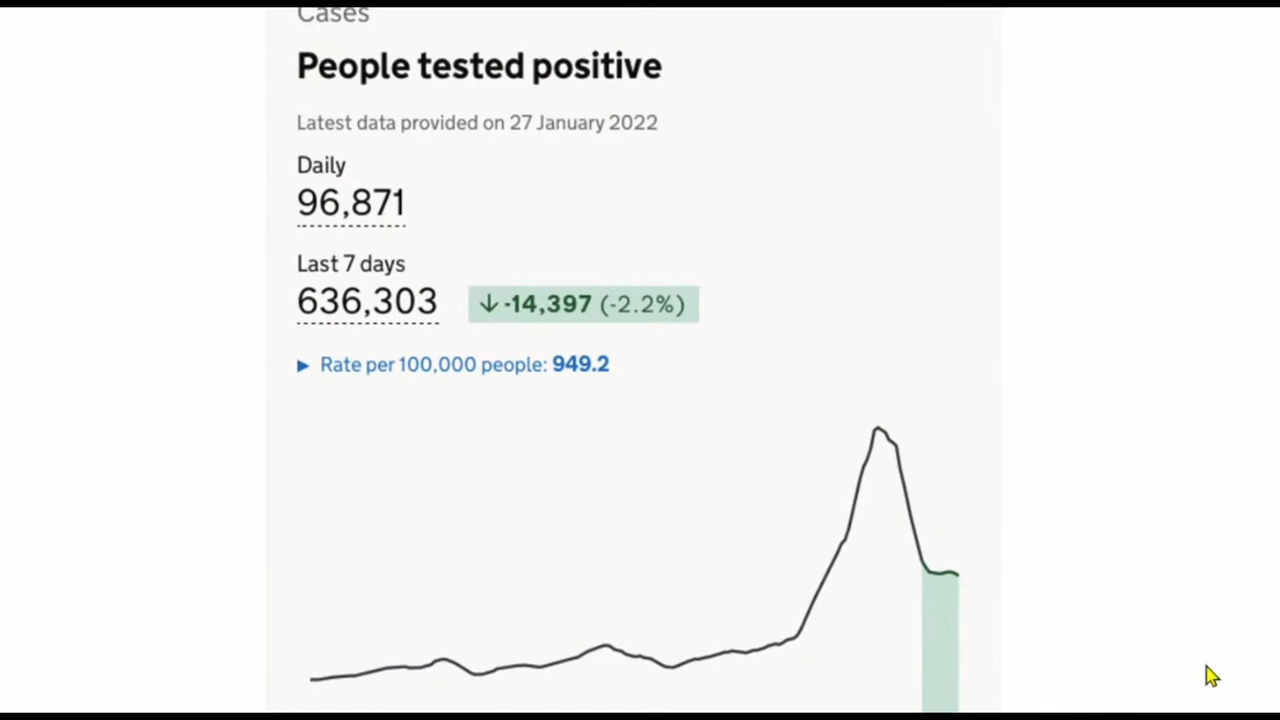 Cases
People tested positive
Latest data provided on 27 January 2022
Daily
96,871
Last 7 days
636,303 ↓ -14,397 (-2.2%)
► Rate per 100,000 people: 949.2